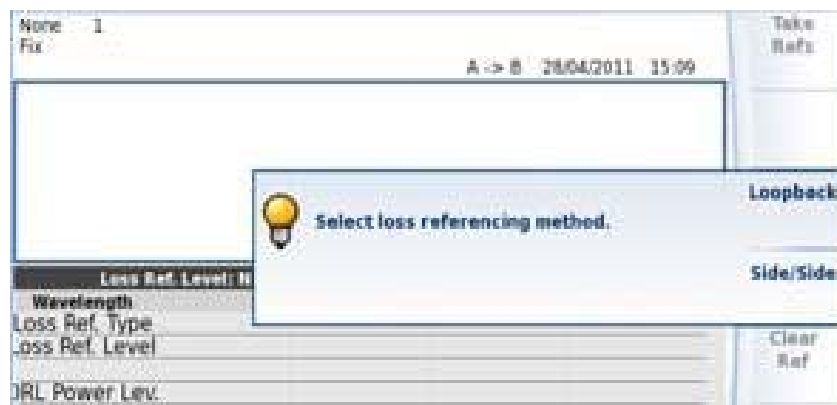 None 1
Fix
A -> B 28/04/2011 15:09
Take
Refs
Select loss referencing method.
Loopback
Side/Side
Loss Ref. Level: N
Wavelength
Loss Ref. Type
Loss Ref. Level
ORL Power Lev.
Clear
Ref